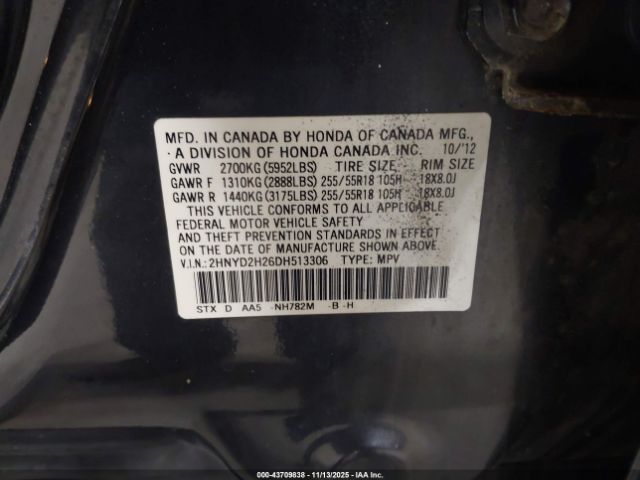 MFD. IN CANADA BY HONDA OF CANADA MFG.,
A DIVISION OF HONDA CANADA INC. 10/'12
GVWR 2700KG(5952LBS) TIRE SIZE RIM SIZE
GAWR F 1310KG(2888LBS) 255/55R18 105H 18X8.0J
GAWR R 1440KG(3175LBS) 255/55R18 105H 18X8.0J
THIS VEHICLE CONFORMS TO ALL APPLICABLE
FEDERAL MOTOR VEHICLE SAFETY
AND THEFT PREVENTION STANDARDS IN EFFECT
ON THE DATE OF MANUFACTURE SHOWN ABOVE.
V.I.N.: 2HNYD2H26DH513306 TYPE: MPV
STX D AA5 -NH782M -B -H
000-43709838 - 11/13/2025 - IAA Inc.